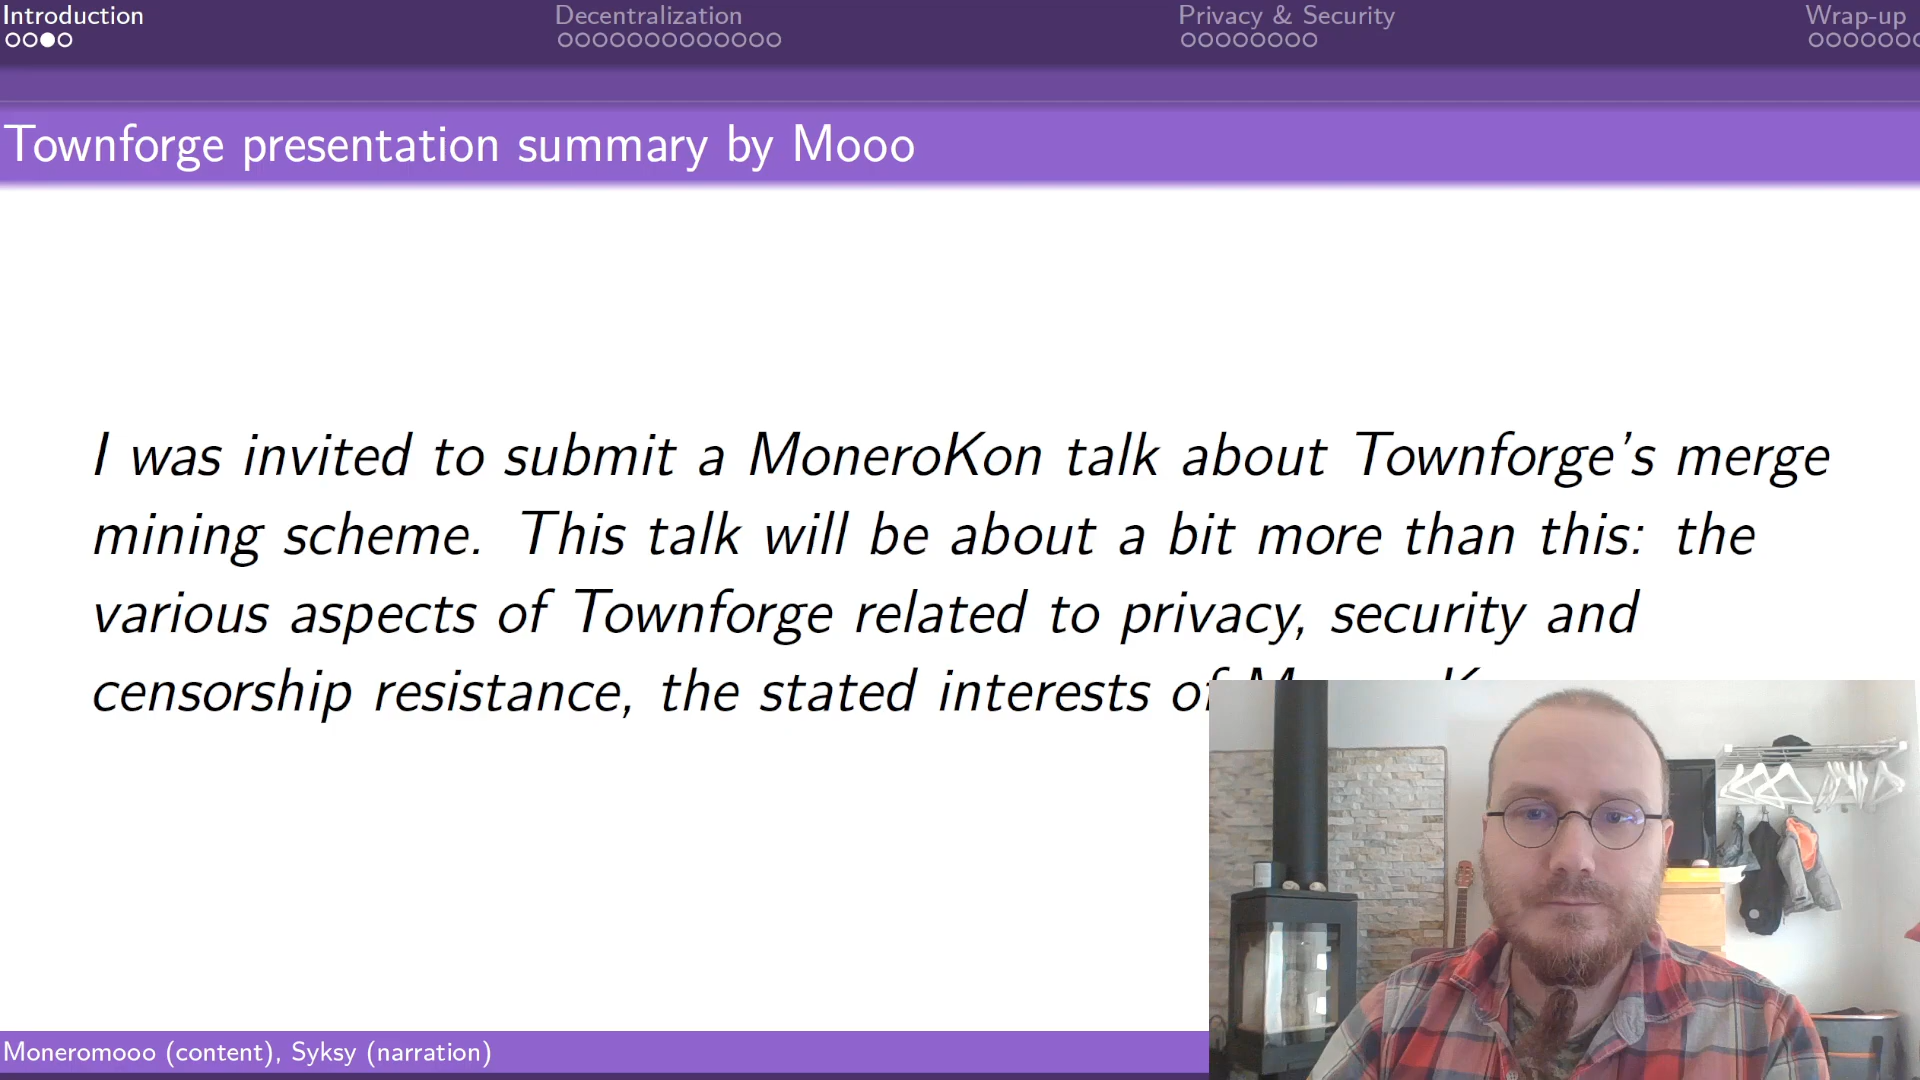 Introduction
Decentralization
Privacy & Security
Wrap-up
Townforge presentation summary by Mooo
I was invited to submit a MoneroKon talk about Townforge's merge
mining scheme. This talk will be about a bit more than this: the
various aspects of Townforge related to privacy, security and
censorship resistance, the stated interests of
Moneromooo (content), Syksy (narration)